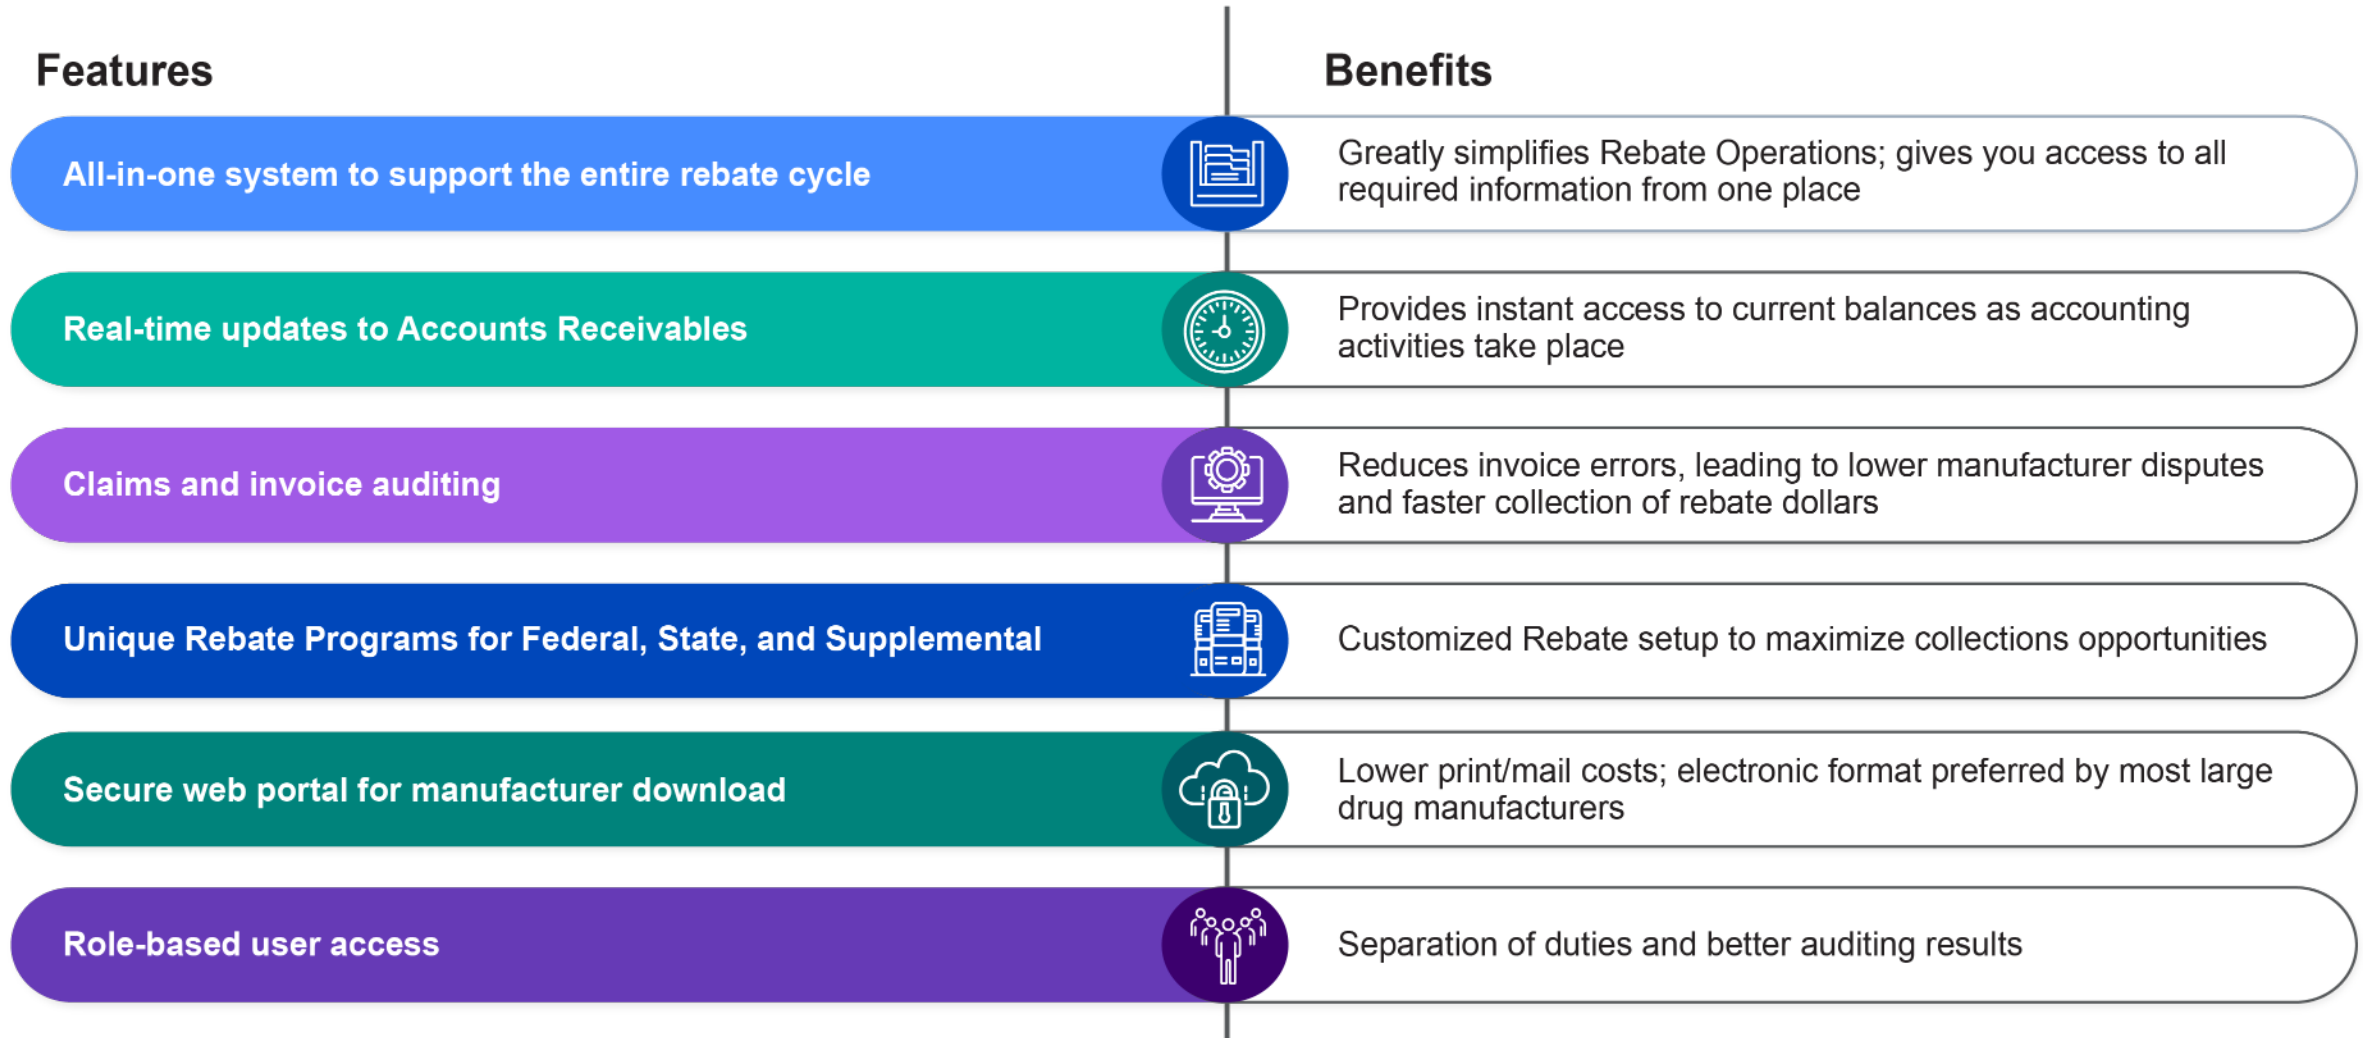 Features
Benefits
All-in-one system to support the entire rebate cycle
Greatly simplifies Rebate Operations; gives you access to all
required information from one place
Real-time updates to Accounts Receivables
Provides instant access to current balances as accounting
activities take place
Claims and invoice auditing
Reduces invoice errors, leading to lower manufacturer disputes
and faster collection of rebate dollars
Unique Rebate Programs for Federal, State, and Supplemental
Customized Rebate setup to maximize collections opportunities
Secure web portal for manufacturer download
Lower print/mail costs; electronic format preferred by most large
drug manufacturers
Role-based user access
Separation of duties and better auditing results